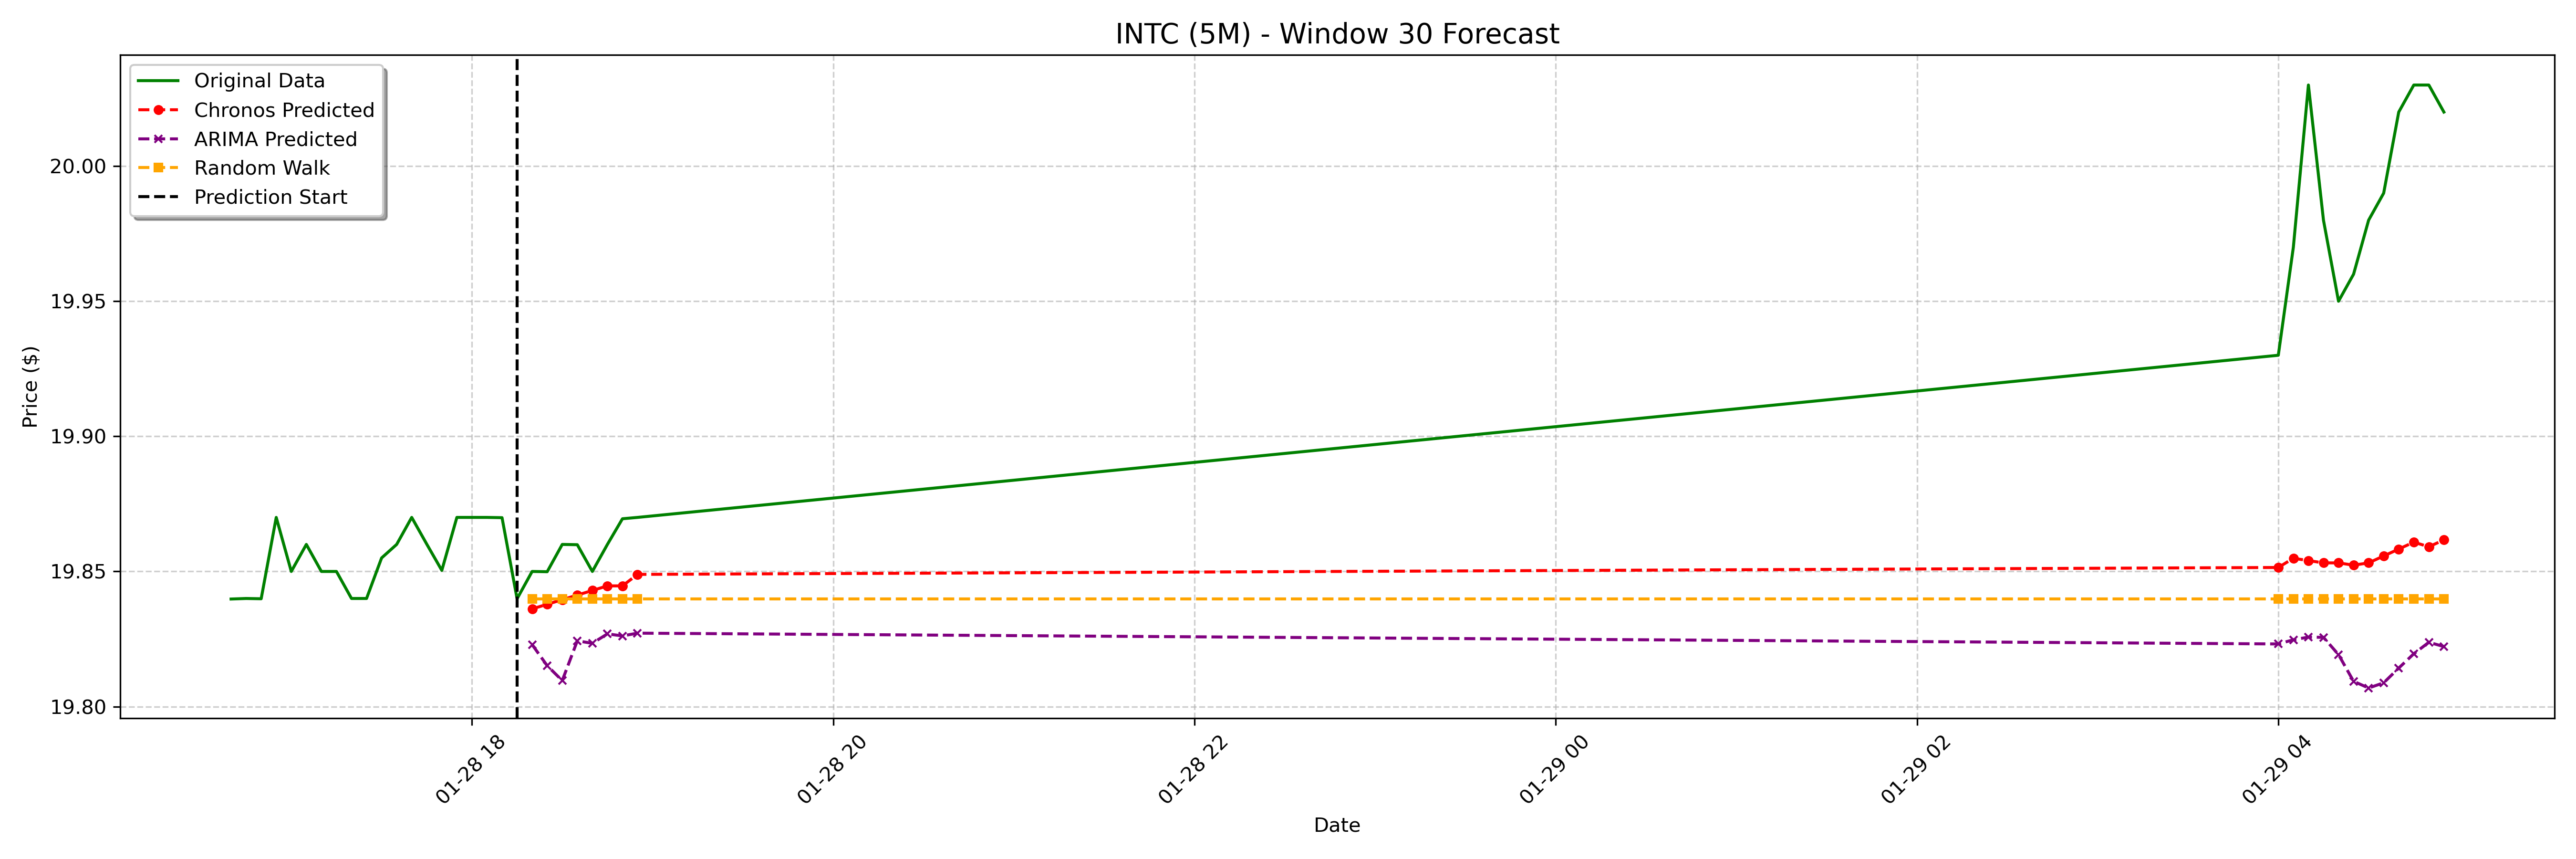 INTC (5M) - Window 30 Forecast
Original Data
Chronos Predicted
ARIMA Predicted
Random Walk
Prediction Start
20.00
19.95
19.90
19.85
19.80
Price ($)
01-28 18
01-28 20
01-28 22
01-29 00
01-29 02
01-29 04
Date